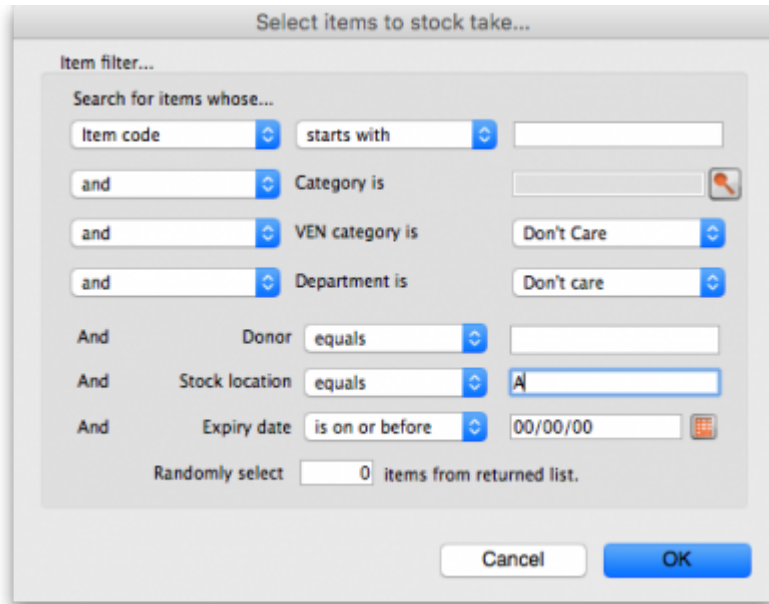 Select items to stock take...
Item filter...
Search for items whose...
Item code starts with
and Category is
and VEN category is Don't Care
and Department is Don't care
And Donor equals
And Stock location equals A
And Expiry date is on or before 00/00/00
Randomly select 0 items from returned list.
Cancel OK